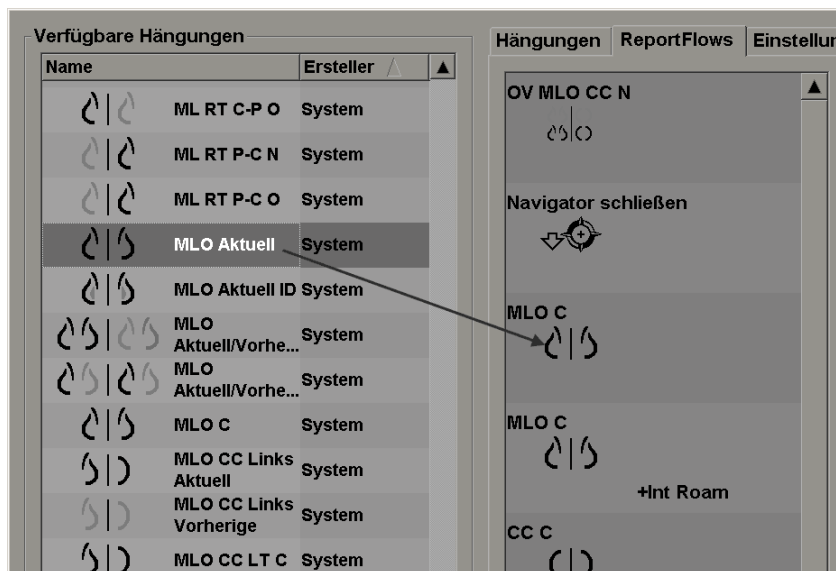 Verfügbare Hängungen
Name Ersteller
ML RT C-P O System
ML RT P-C N System
ML RT P-C O System
MLO Aktuell System
MLO Aktuell ID System
MLO
Aktuell/Vorhe... System
MLO
Aktuell/Vorhe... System
MLO C System
MLO CC Links
Aktuell System
MLO CC Links
Vorherige System
MLO CC LT C System
Hängungen ReportFlows Einstellun
OV MLO CC N
Navigator schließen
MLO C
MLO C
+Int Roam
CC C